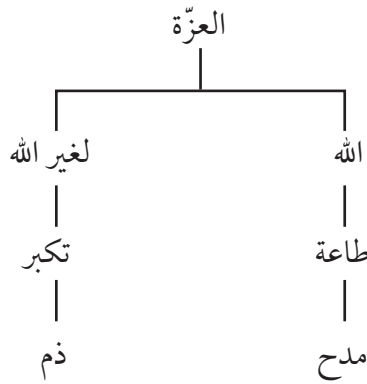 العزّة
الله لغير الله
طاعة تكبر
مدح ذم